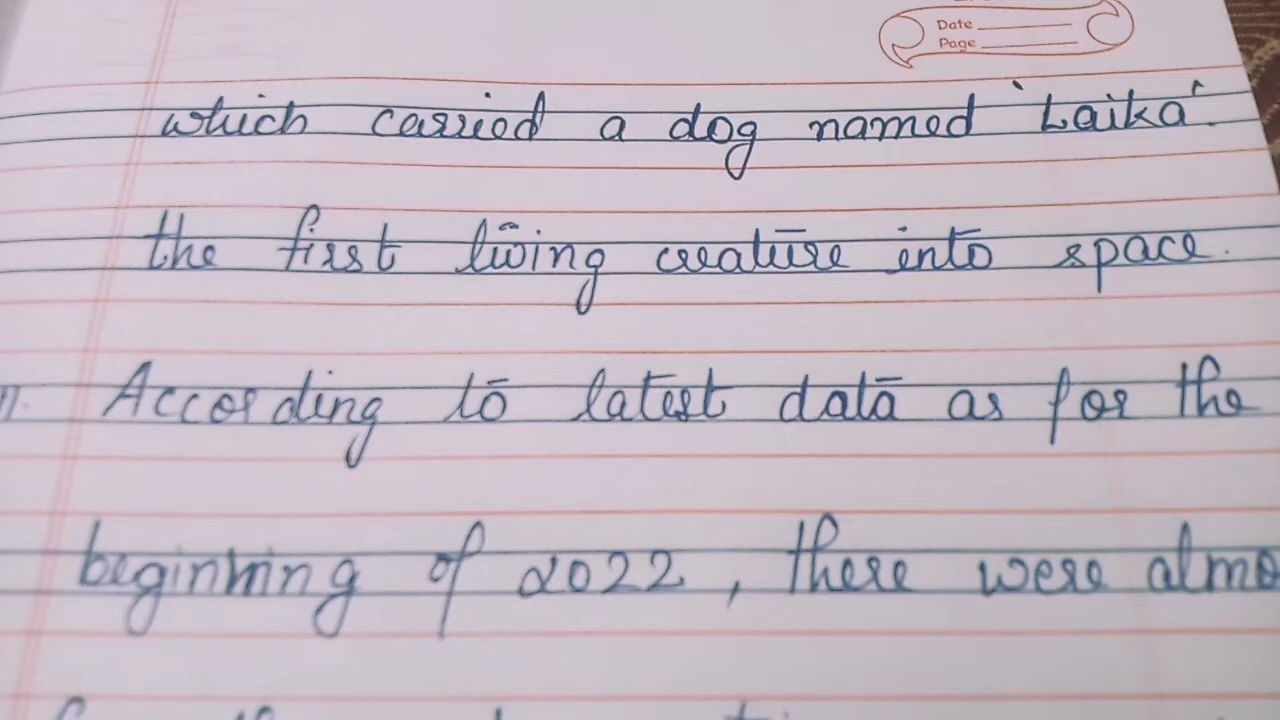 Date
Page
which carried a dog named 'Laika'.
the first living creature into space.
11. According to latest data as for the
beginning of 2022, there were almo